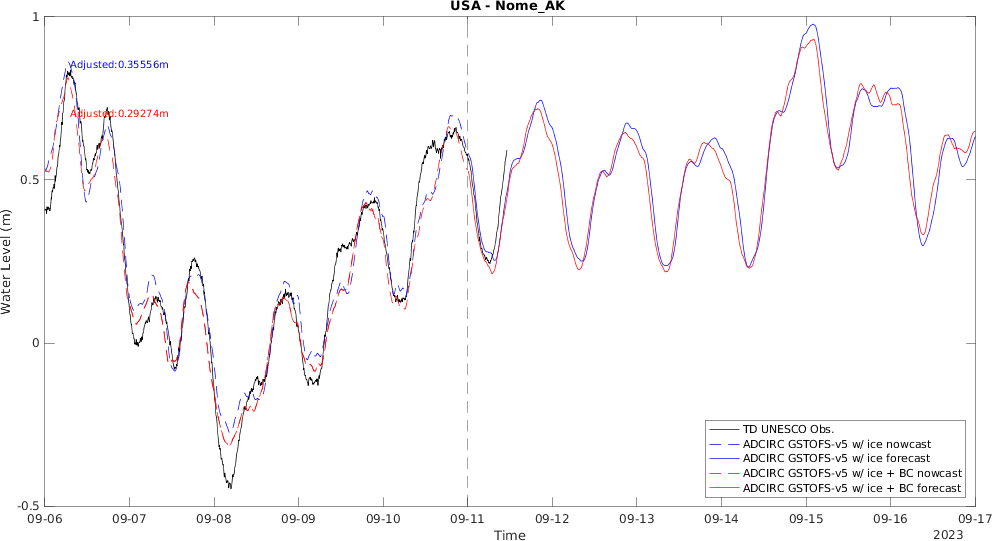 USA - Nome_AK
1
Adjusted:0.35556m
Adjusted:0.29274m
0.5
Water Level (m)
0
TD UNESCO Obs.
ADCIRC GSTOFS-v5 w/ ice nowcast
ADCIRC GSTOFS-v5 w/ ice forecast
ADCIRC GSTOFS-v5 w/ ice + BC nowcast
ADCIRC GSTOFS-v5 w/ ice + BC forecast
-0.5
09-06 09-07 09-08 09-09 09-10 09-11 09-12 09-13 09-14 09-15 09-16 09-17
Time
2023